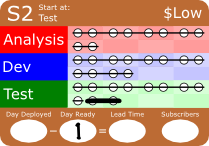 S2 Start at: Test $Low
Analysis
Dev
Test
Day Deployed Day Ready Lead Time Subscribers
– 1 =